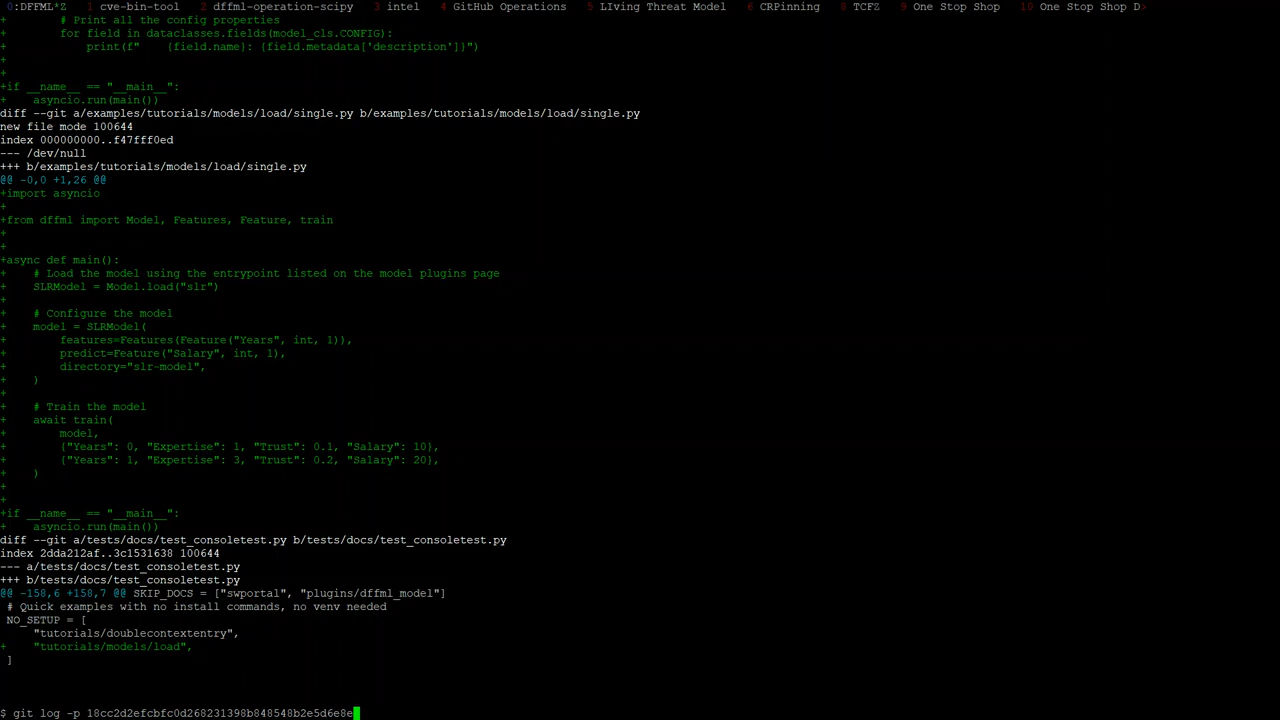 0:DFFML*Z  1 cve-bin-tool  2 dffml-operation-scipy  3 intel  4 GitHub Operations  5 LIving Threat Model  6 CRPinning  8 TCFZ  9 One Stop Shop  10 One Stop Shop D>
+        # Print all the config properties
+        for field in dataclasses.fields(model_cls.CONFIG):
+            print(f"    {field.name}: {field.metadata['description']}")
+
+
+if __name__ == "__main__":
+    asyncio.run(main())
diff --git a/examples/tutorials/models/load/single.py b/examples/tutorials/models/load/single.py
new file mode 100644
index 000000000..f47fff0ed
--- /dev/null
+++ b/examples/tutorials/models/load/single.py
@@ -0,0 +1,26 @@
+import asyncio
+
+from dffml import Model, Features, Feature, train
+
+
+async def main():
+    # Load the model using the entrypoint listed on the model plugins page
+    SLRModel = Model.load("slr")
+
+    # Configure the model
+    model = SLRModel(
+        features=Features(Feature("Years", int, 1)),
+        predict=Feature("Salary", int, 1),
+        directory="slr-model",
+    )
+
+    # Train the model
+    await train(
+        model,
+        {"Years": 0, "Expertise": 1, "Trust": 0.1, "Salary": 10},
+        {"Years": 1, "Expertise": 3, "Trust": 0.2, "Salary": 20},
+    )
+
+
+if __name__ == "__main__":
+    asyncio.run(main())
diff --git a/tests/docs/test_consoletest.py b/tests/docs/test_consoletest.py
index 2dda212af..3c1531638 100644
--- a/tests/docs/test_consoletest.py
+++ b/tests/docs/test_consoletest.py
@@ -158,6 +158,7 @@ SKIP_DOCS = ["swportal", "plugins/dffml_model"]
 # Quick examples with no install commands, no venv needed
 NO_SETUP = [
     "tutorials/doublecontextentry",
+    "tutorials/models/load",
 ]
$ git log -p 18cc2d2efcbfc0d268231398b848548b2e5d6e8e